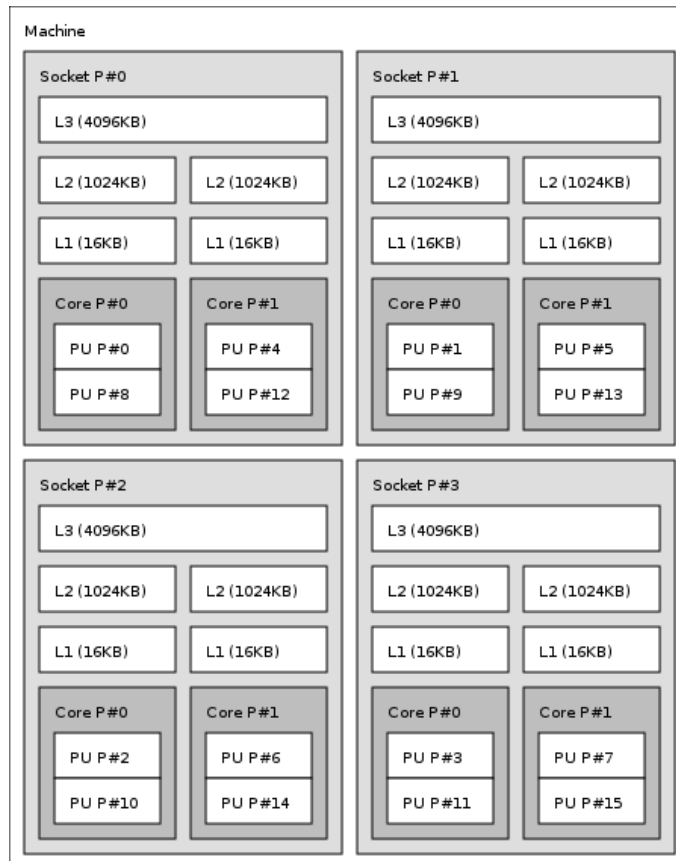 Machine
Socket P#0
L3 (4096KB)
L2 (1024KB) L2 (1024KB)
L1 (16KB) L1 (16KB)
Core P#0 Core P#1
PU P#0 PU P#4
PU P#8 PU P#12
Socket P#1
L3 (4096KB)
L2 (1024KB) L2 (1024KB)
L1 (16KB) L1 (16KB)
Core P#0 Core P#1
PU P#1 PU P#5
PU P#9 PU P#13
Socket P#2
L3 (4096KB)
L2 (1024KB) L2 (1024KB)
L1 (16KB) L1 (16KB)
Core P#0 Core P#1
PU P#2 PU P#6
PU P#10 PU P#14
Socket P#3
L3 (4096KB)
L2 (1024KB) L2 (1024KB)
L1 (16KB) L1 (16KB)
Core P#0 Core P#1
PU P#3 PU P#7
PU P#11 PU P#15